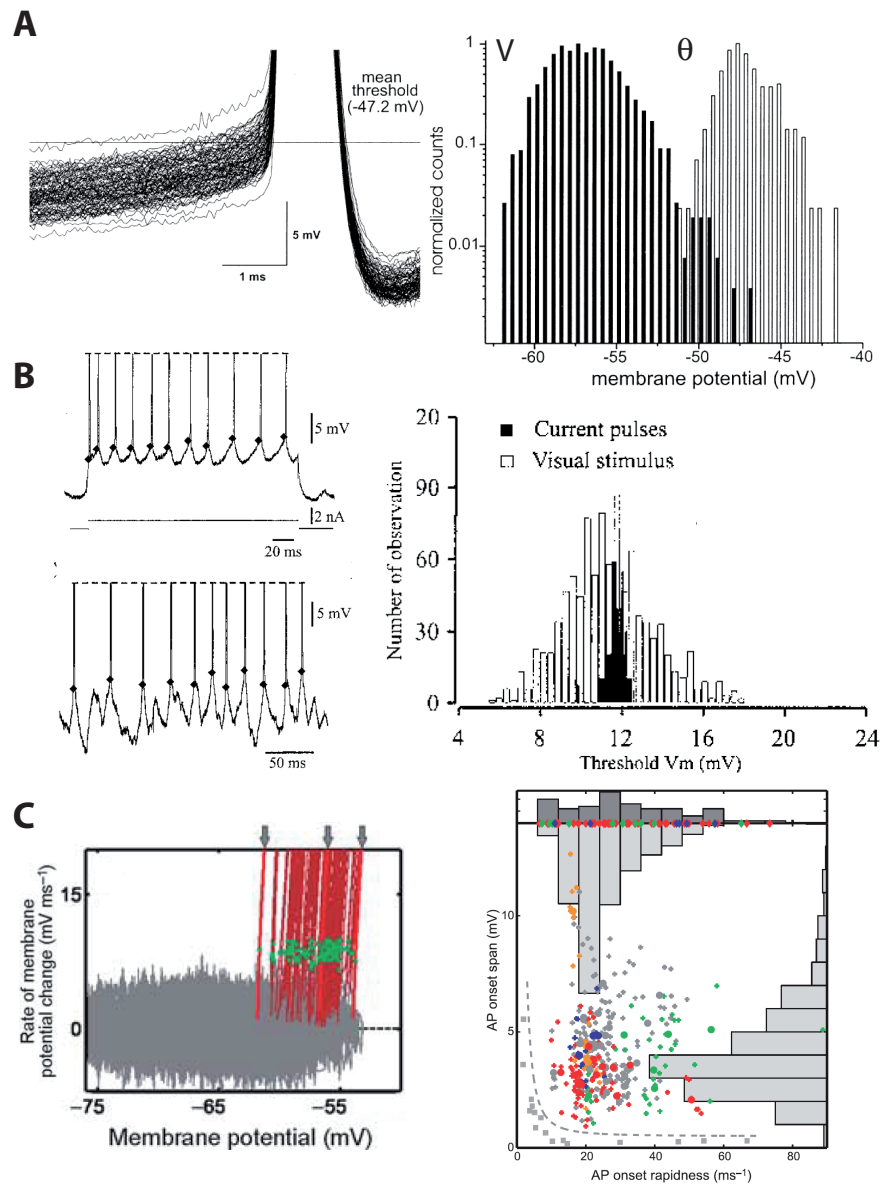 A
mean
threshold
(-47.2 mV)
5 mV
1 ms
V
θ
normalized counts
1
0.1
0.01
-60
-55
-50
-45
-40
membrane potential (mV)
B
5 mV
2 nA
20 ms
5 mV
50 ms
Current pulses
Visual stimulus
Number of observation
20
90
60
30
0
4
8
12
16
20
24
Threshold Vm (mV)
C
Rate of membrane
potential change (mV ms⁻¹)
15
0
-75
-65
-55
Membrane potential (mV)
AP onset span (mV)
10
5
0
0
20
40
60
80
AP onset rapidness (ms⁻¹)